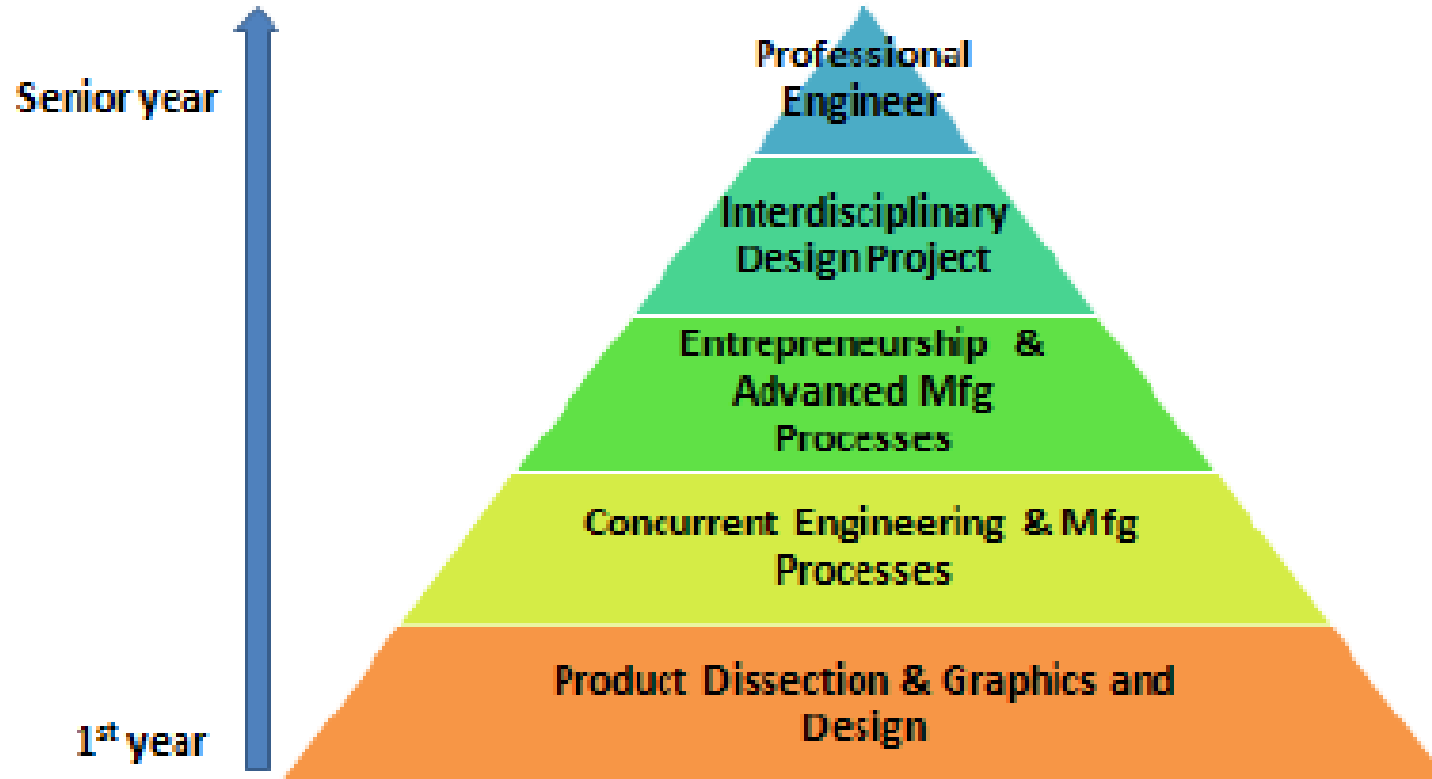 Professional
Engineer
Senior year
Interdisciplinary
Design Project
Entrepreneurship &
Advanced Mfg
Processes
Concurrent Engineering & Mfg
Processes
Product Dissection & Graphics and
Design
1st year